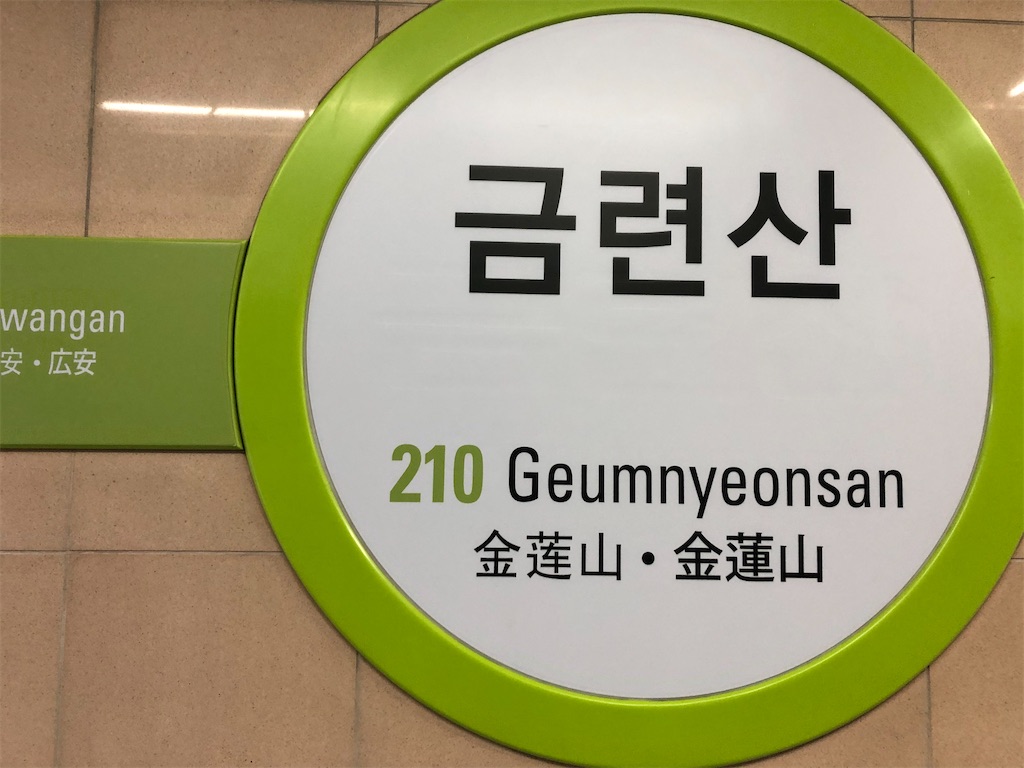 금련산
wangan
安・広安
210 Geumnyeonsan
金莲山・金蓮山